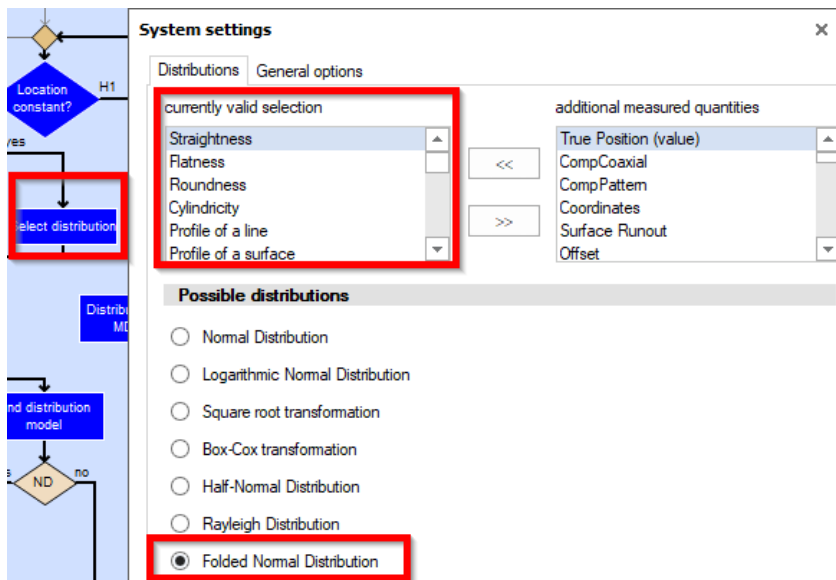 System settings
Distributions
General options
currently valid selection
additional measured quantities
Straightness
Flatness
Roundness
Cylindricity
Profile of a line
Profile of a surface
<<
>>
True Position (value)
CompCoaxial
CompPattern
Coordinates
Surface Runout
Offset
Possible distributions
Normal Distribution
Logarithmic Normal Distribution
Square root transformation
Box-Cox transformation
Half-Normal Distribution
Rayleigh Distribution
Folded Normal Distribution
Location
constant?
H1
yes
elect distribution
Distrib
MD
nd distribution
model
ND
s
no